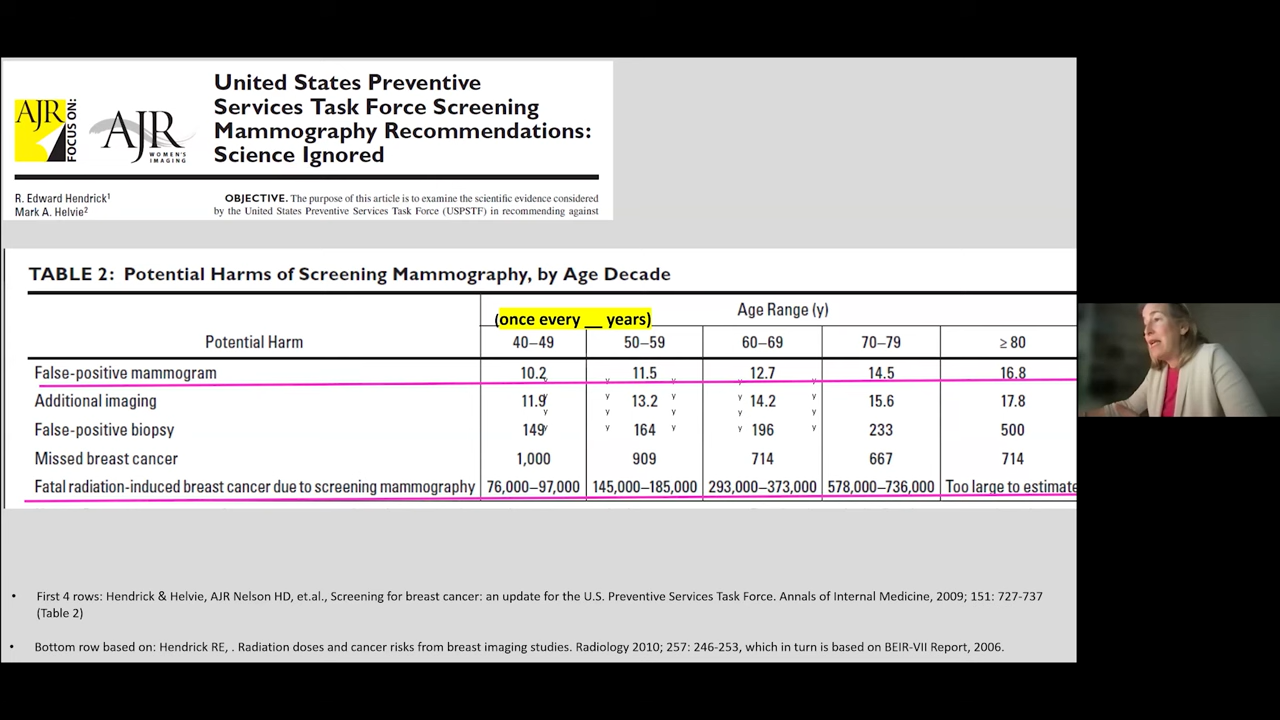 AJR
FOCUS ON:
AJR
WOMEN'S
IMAGING
United States Preventive
Services Task Force Screening
Mammography Recommendations:
Science Ignored
R. Edward Hendrick¹
Mark A. Helvie²
OBJECTIVE. The purpose of this article is to examine the scientific evidence considered
by the United States Preventive Services Task Force (USPSTF) in recommending against
TABLE 2: Potential Harms of Screening Mammography, by Age Decade
(once every __ years) Age Range (y)
Potential Harm 40–49 50–59 60–69 70–79 ≥ 80
False-positive mammogram 10.2 11.5 12.7 14.5 16.8
y y y y y
Additional imaging 11.9 13.2 14.2 15.6 17.8
y y y y y
y y y y y
False-positive biopsy 149 164 196 233 500
y y y y y
Missed breast cancer 1,000 909 714 667 714
Fatal radiation-induced breast cancer due to screening mammography 76,000–97,000 145,000–185,000 293,000–373,000 578,000–736,000 Too large to estimate
• First 4 rows: Hendrick & Helvie, AJR Nelson HD, et.al., Screening for breast cancer: an update for the U.S. Preventive Services Task Force. Annals of Internal Medicine, 2009; 151: 727-737
(Table 2)
• Bottom row based on: Hendrick RE, . Radiation doses and cancer risks from breast imaging studies. Radiology 2010; 257: 246-253, which in turn is based on BEIR-VII Report, 2006.